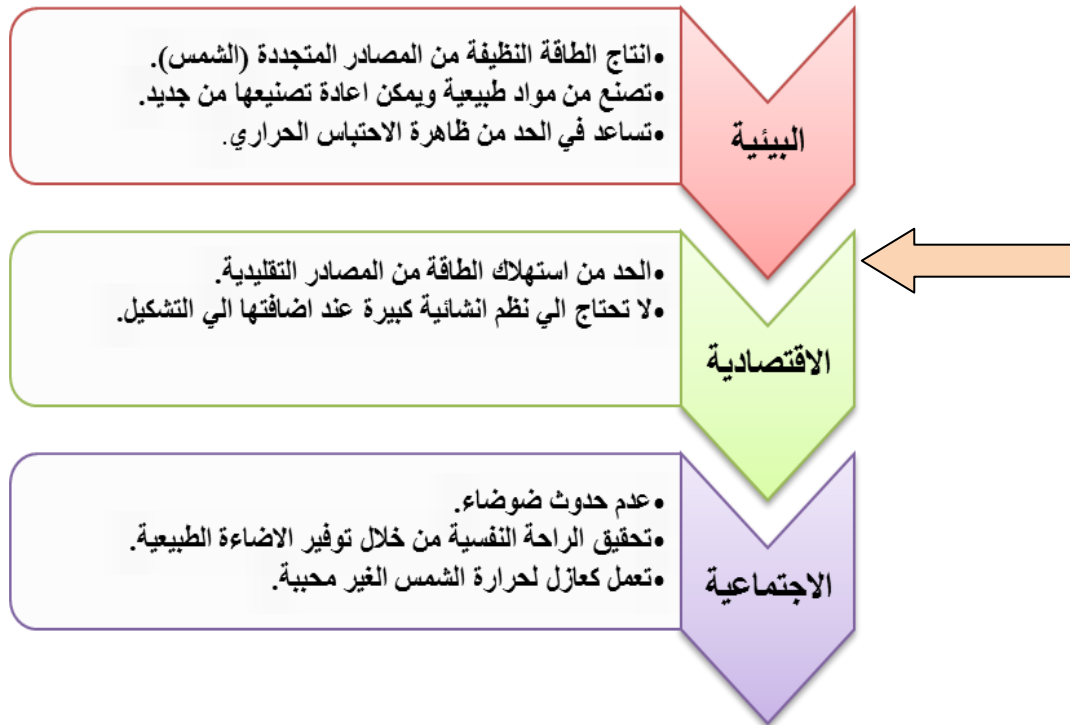 البيئية
•انتاج الطاقة النظيفة من المصادر المتجددة (الشمس).
•تصنع من مواد طبيعية ويمكن اعادة تصنيعها من جديد.
•تساعد في الحد من ظاهرة الاحتباس الحراري.
الاقتصادية
•الحد من استهلاك الطاقة من المصادر التقليدية.
•لا تحتاج الي نظم انشائية كبيرة عند اضافتها الي التشكيل.
الاجتماعية
•عدم حدوث ضوضاء.
•تحقيق الراحة النفسية من خلال توفير الاضاءة الطبيعية.
•تعمل كعازل لحرارة الشمس الغير محببة.